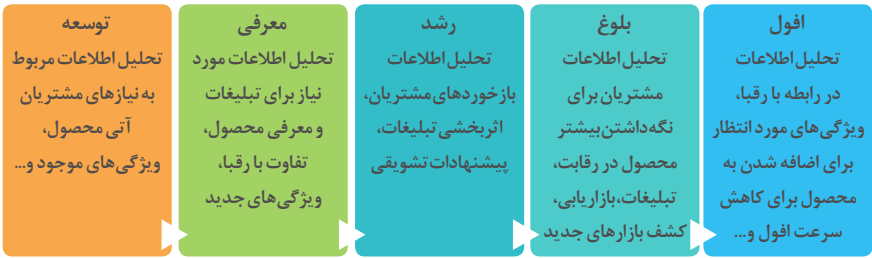 توسعه
تحلیل اطلاعات مربوط
به نیازهای مشتریان
آتی محصول،
ویژگی‌های موجود و...
معرفی
تحلیل اطلاعات مورد
نیاز برای تبلیغات
و معرفی محصول،
تفاوت با رقبا،
ویژگی‌های جدید
رشد
تحلیل اطلاعات
بازخوردهای مشتریان،
اثربخشی تبلیغات،
پیشنهادات تشویقی
بلوغ
تحلیل اطلاعات
مشتریان برای
نگه‌داشتن بیشتر
محصول در رقابت،
تبلیغات، بازاریابی،
کشف بازارهای جدید
افول
تحلیل اطلاعات
در رابطه با رقبا،
ویژگی‌های مورد انتظار
برای اضافه شدن به
محصول برای کاهش
سرعت افول و...